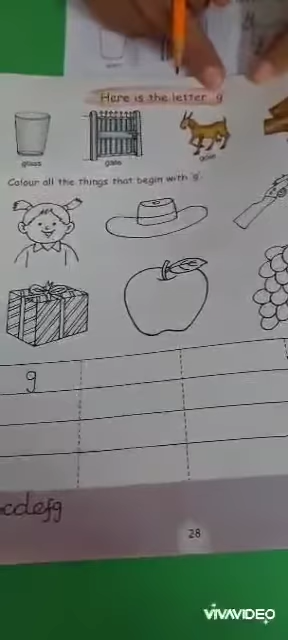 Here is the letter g
glass gate goat
Colour all the things that begin with 'g'.
g
cdefg
28
VIVAVIDEO